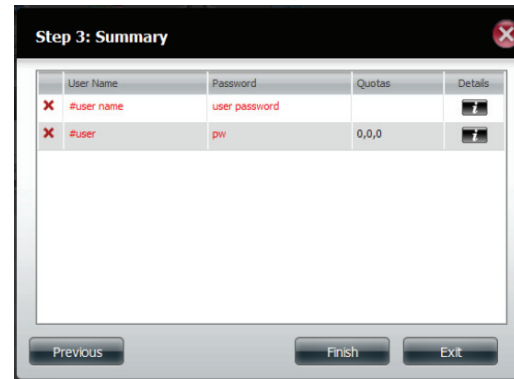 Step 3: Summary
User Name Password Quotas Details
#user name user password
#user pw 0,0,0
Previous Finish Exit